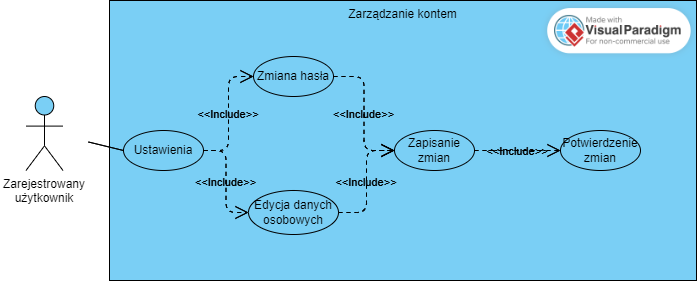 Zarządzanie kontem
Made with
Visual Paradigm
For non-commercial use
Zmiana hasła
<<Include>>
<<Include>>
Ustawienia
Zapisanie
zmian
<<Include>>
Potwierdzenie
zmian
<<Include>>
<<Include>>
Zarejestrowany
użytkownik
Edycja danych
osobowych